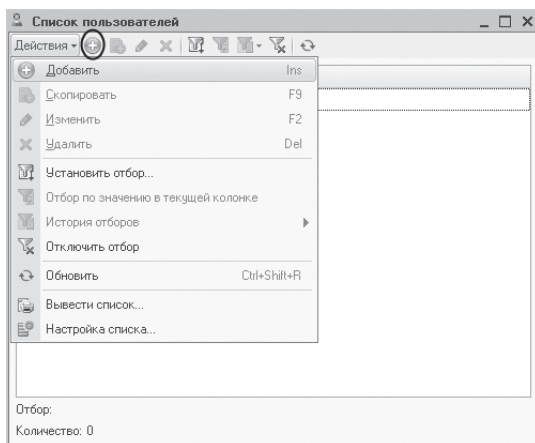 Список пользователей
Действия
Добавить Ins
Скопировать F9
Изменить F2
Удалить Del
Установить отбор...
Отбор по значению в текущей колонке
История отборов
Отключить отбор
Обновить Ctrl+Shift+R
Вывести список...
Настройка списка...
Отбор:
Количество: 0